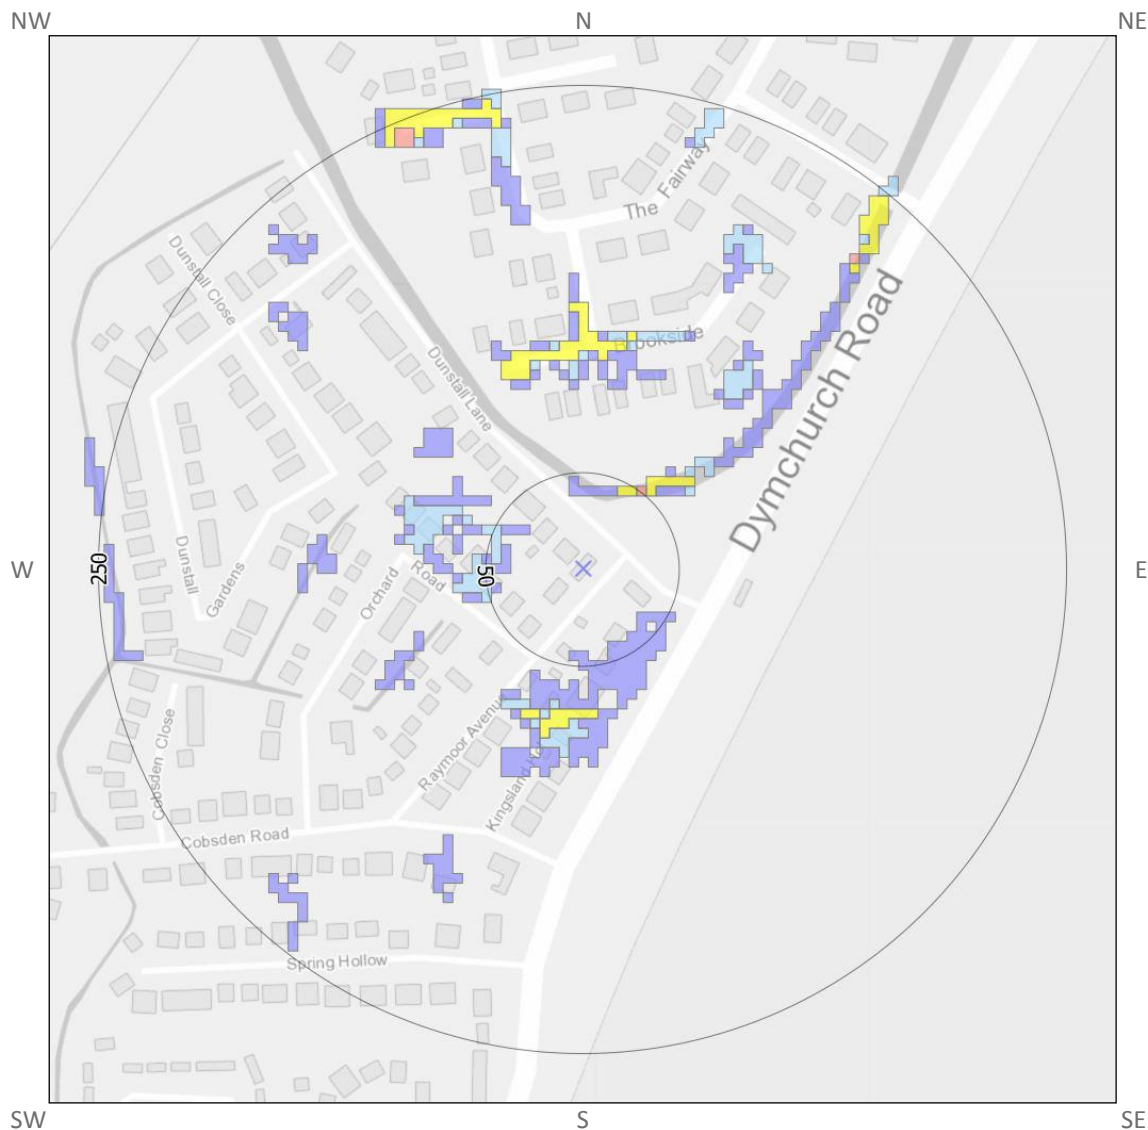 NW
N
NE
The Fairway
Dunstall Close
Brookside
Dymchurch Road
Dunstall Lane
W
250
50
E
Dunstall
Gardens
Orchard
Road
Raymoor Avenue
Cobsden Close
Kingsland
Cobsden Road
Spring Hollow
SW
S
SE